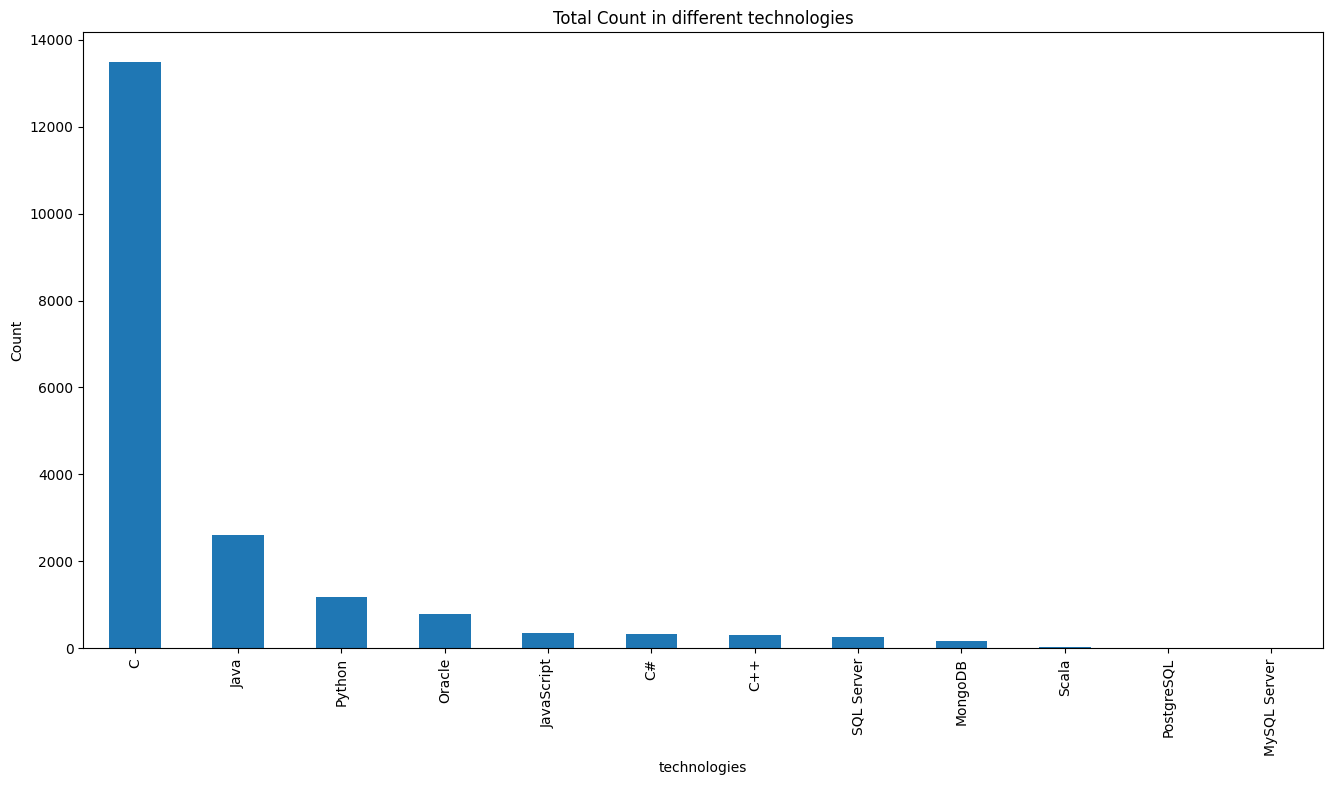 Total Count in different technologies
14000
12000
10000
8000
6000
4000
2000
0
Count
C
Java
Python
Oracle
JavaScript
C#
C++
SQL Server
MongoDB
Scala
PostgreSQL
MySQL Server
technologies